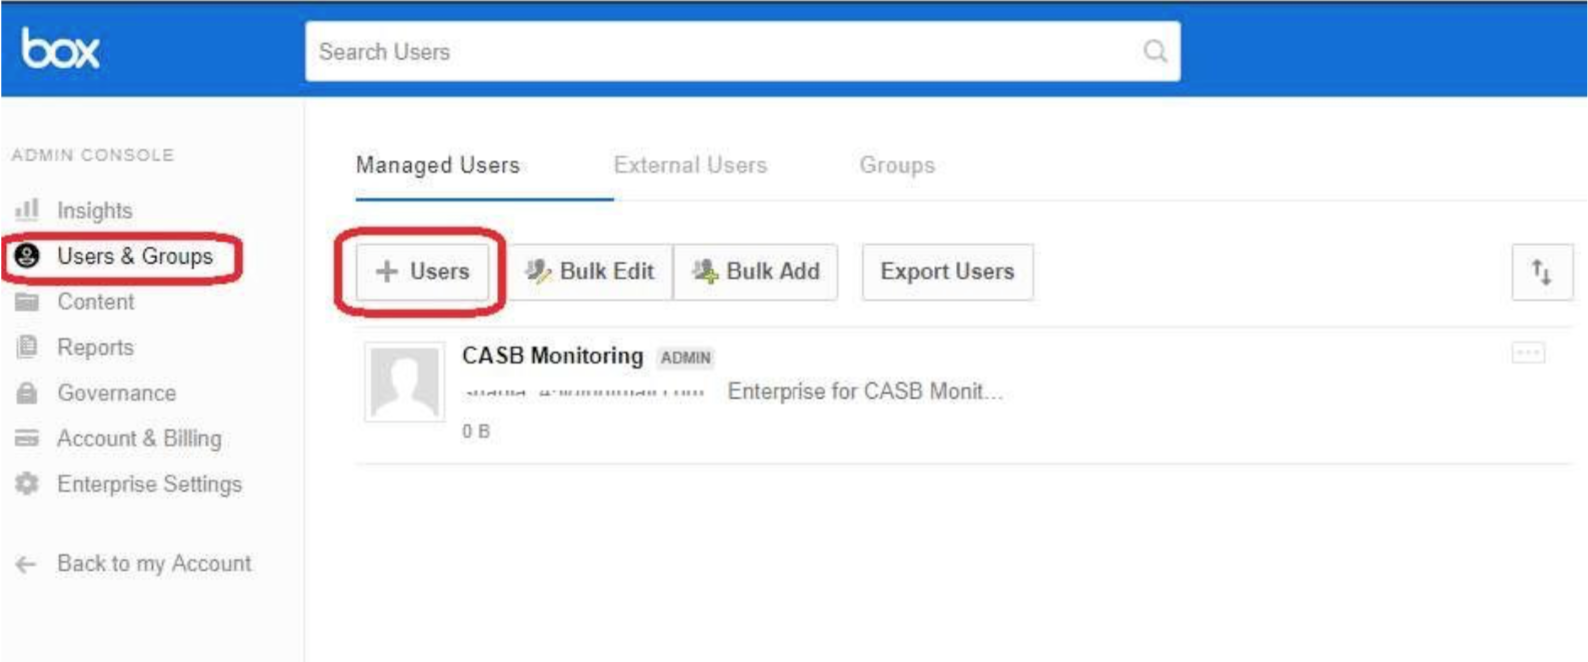 box
Search Users
ADMIN CONSOLE
Insights
Users & Groups
Content
Reports
Governance
Account & Billing
Enterprise Settings
Back to my Account
Managed Users External Users Groups
+ Users Bulk Edit Bulk Add Export Users
CASB Monitoring ADMIN
Enterprise for CASB Monit...
0 B